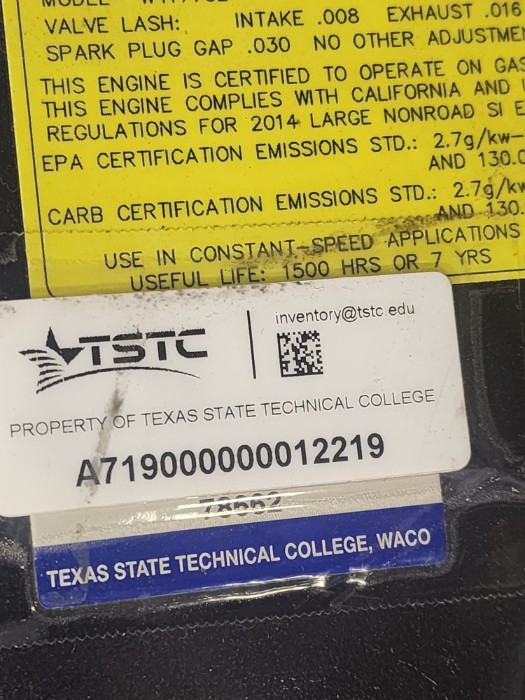 VALVE LASH: INTAKE .008 EXHAUST .016
SPARK PLUG GAP .030 NO OTHER
THIS ENGINE IS CERTIFIED TO OPERATE ON
THIS ENGINE COMPLIES WITH CALIFORNIA AND
REGULATIONS FOR 2014 LARGE NONROAD SI
EPA CERTIFICATION EMISSIONS STD.: 2.7g/kw-
AND 130.
CARB CERTIFICATION EMISSIONS STD.: 2.7g/kw
AND 130.
USE IN CONSTANT-SPEED APPLICATIONS
USEFUL LIFE: 1500 HRS OR 7 YRS
TSTC
inventory@tstc.edu
PROPERTY OF TEXAS STATE TECHNICAL COLLEGE
A719000000012219
TEXAS STATE TECHNICAL COLLEGE, WACO